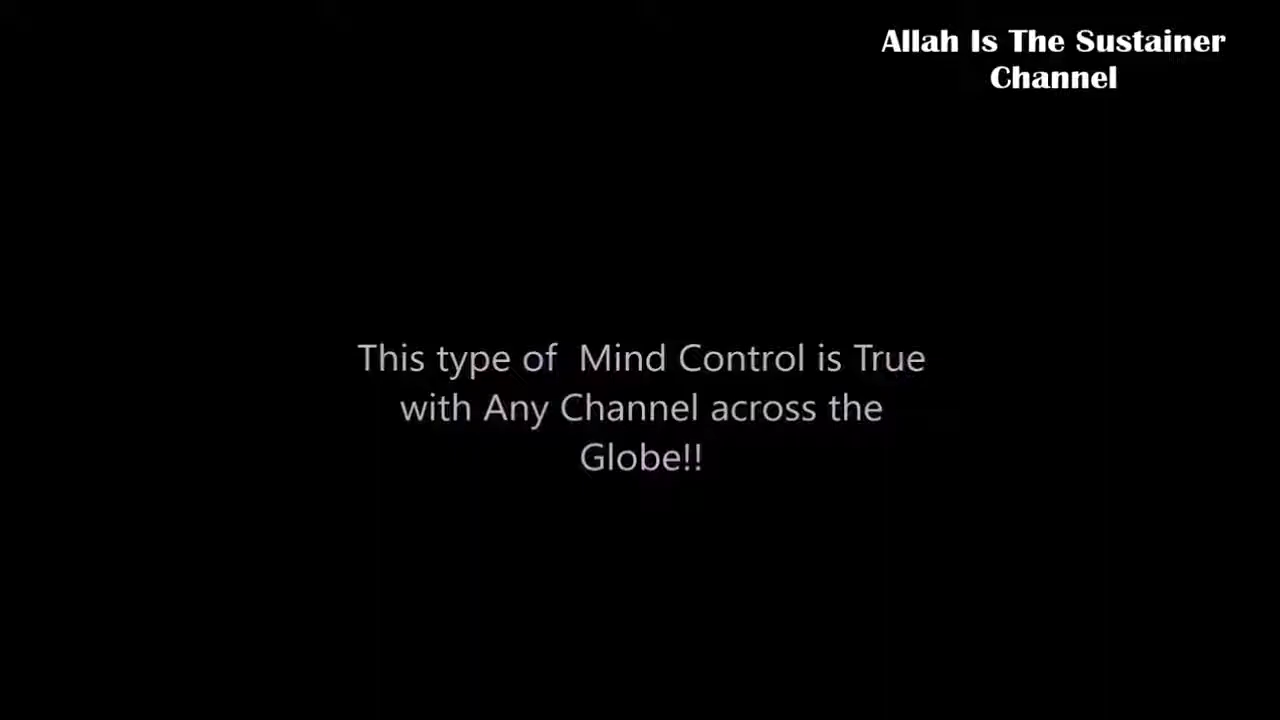 Allah Is The Sustainer
Channel
This type of  Mind Control is True
with Any Channel across the
Globe!!